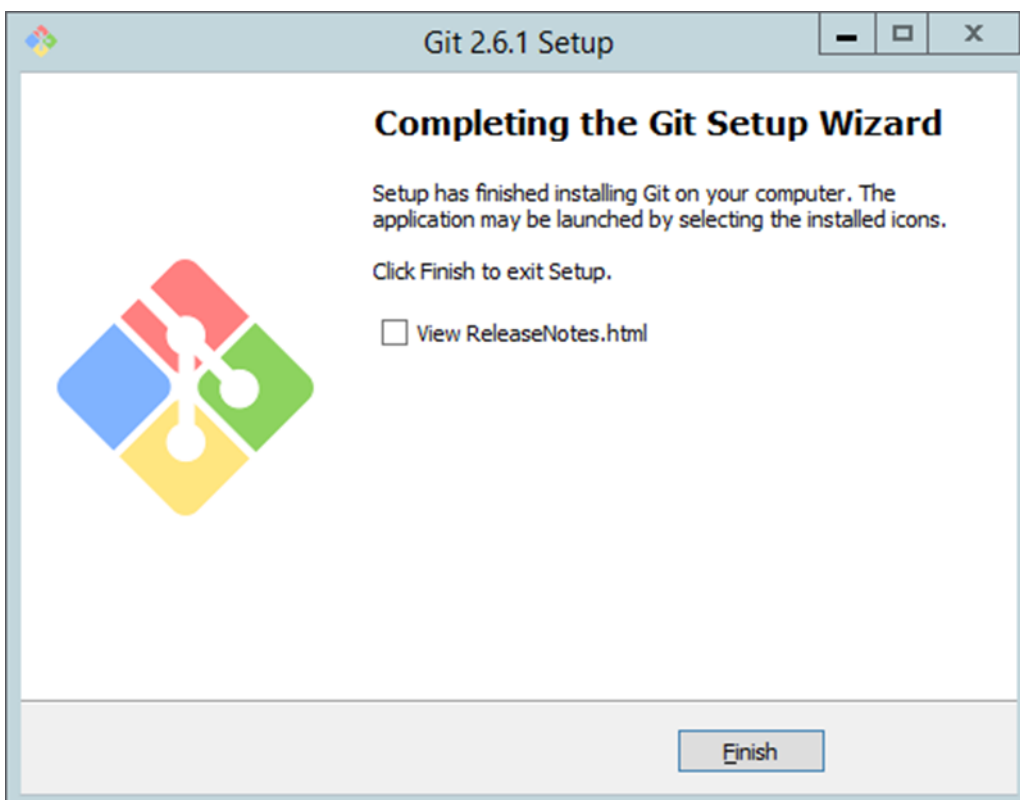 Git 2.6.1 Setup
Completing the Git Setup Wizard
Setup has finished installing Git on your computer. The
application may be launched by selecting the installed icons.
Click Finish to exit Setup.
View ReleaseNotes.html
Finish